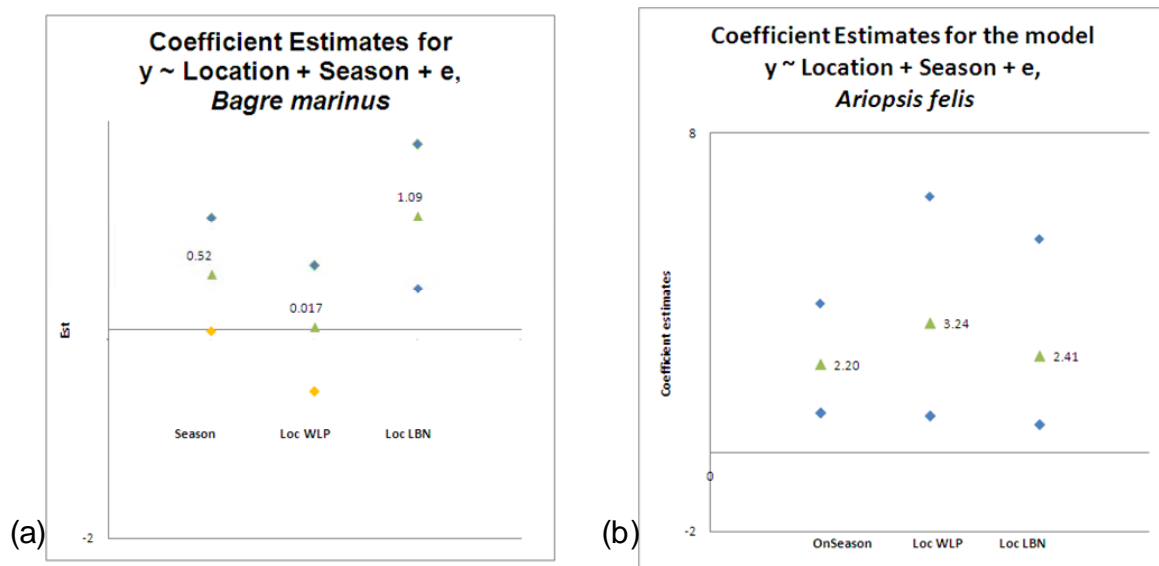 Coefficient Estimates for
y ~ Location + Season + e,
Bagre marinus
1.09
0.52
0.017
Est
Season
Loc WLP
Loc LBN
-2
(a)
Coefficient Estimates for the model
y ~ Location + Season + e,
Ariopsis felis
8
Coefficient estimates
3.24
2.41
2.20
0
-2
OnSeason
Loc WLP
Loc LBN
(b)